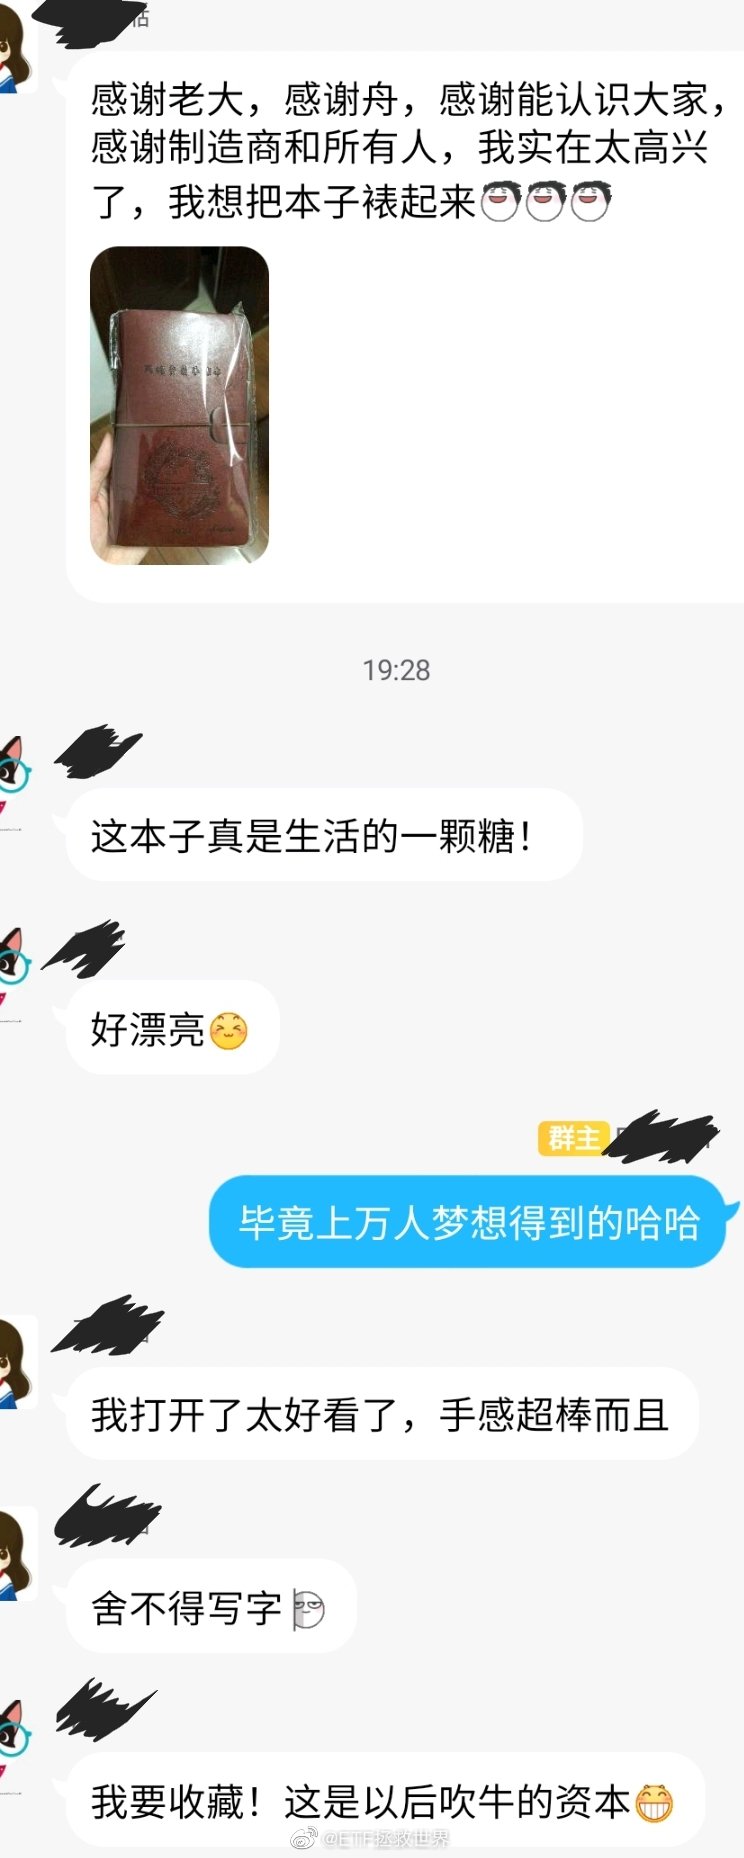 感谢老大，感谢舟，感谢能认识大家，
感谢制造商和所有人，我实在太高兴
了，我想把本子裱起来
19:28
这本子真是生活的一颗糖！
好漂亮
群主
毕竟上万人梦想得到的哈哈
我打开了太好看了，手感超棒而且
舍不得写字
我要收藏！这是以后吹牛的资本
@ETF拯救世界